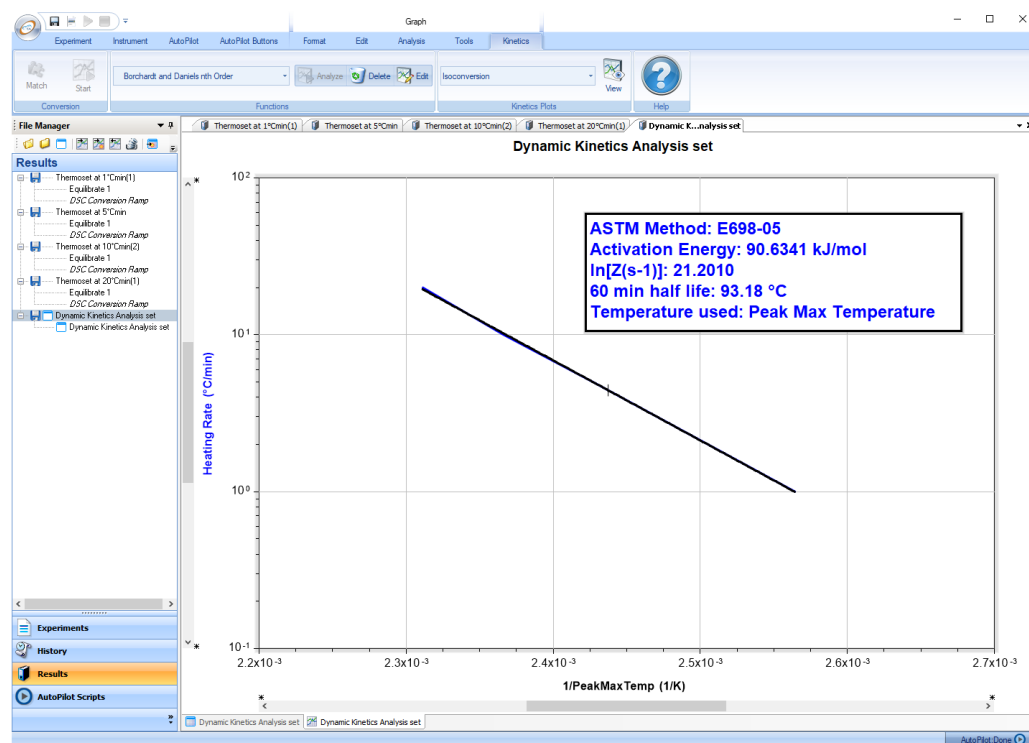 Graph
Experiment Instrument AutoPilot AutoPilot Buttons Format Edit Analysis Tools Kinetics
Match Start
Borchardt and Daniels nth Order
Analyze Delete Edit
Isoconversion
View
Conversion Functions Kinetics Plots Help
File Manager
Thermoset at 1°Cmin(1) Thermoset at 5°Cmin Thermoset at 10°Cmin(2) Thermoset at 20°Cmin(1) Dynamic K...nalysis set
Results
Thermoset at 1°Cmin(1)
Equilibrate 1
DSC Conversion Ramp
Thermoset at 5°Cmin
Equilibrate 1
DSC Conversion Ramp
Thermoset at 10°Cmin(2)
Equilibrate 1
DSC Conversion Ramp
Thermoset at 20°Cmin(1)
Equilibrate 1
DSC Conversion Ramp
Dynamic Kinetics Analysis set
Dynamic Kinetics Analysis set
Experiments
History
Results
AutoPilot Scripts
Dynamic Kinetics Analysis set
ASTM Method: E698-05
Activation Energy: 90.6341 kJ/mol
ln[Z(s-1)]: 21.2010
60 min half life: 93.18 °C
Temperature used: Peak Max Temperature
Heating Rate (°C/min)
10²
10¹
10⁰
10⁻¹
2.2x10⁻³ 2.3x10⁻³ 2.4x10⁻³ 2.5x10⁻³ 2.6x10⁻³ 2.7x10⁻³
1/PeakMaxTemp (1/K)
Dynamic Kinetics Analysis set Dynamic Kinetics Analysis set
AutoPilot:Done